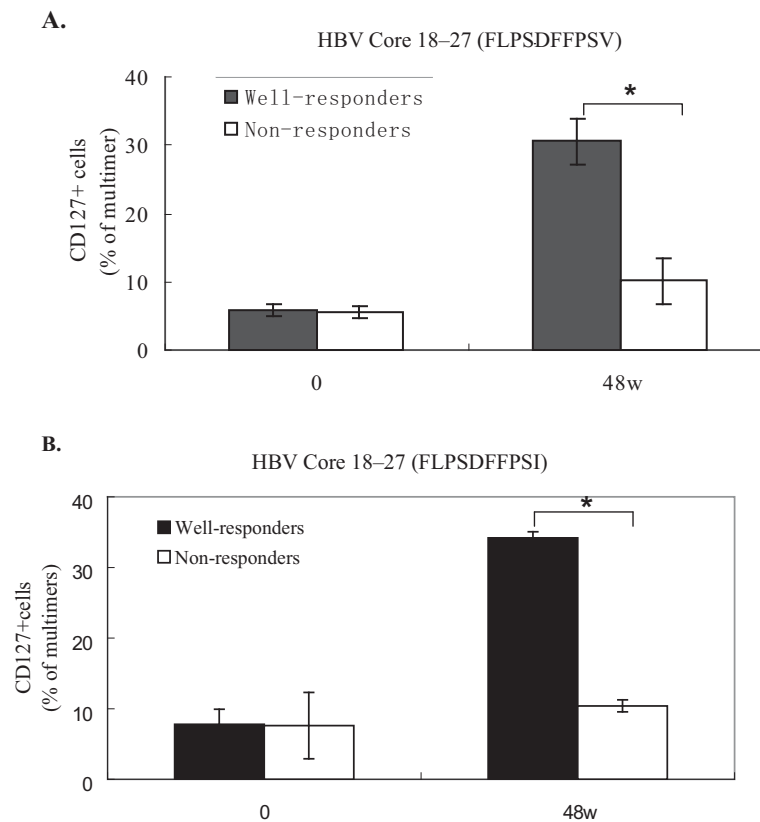 A.
HBV Core 18–27 (FLPSDFFPSV)
40
30
20
10
0
CD127+ cells
(% of multimer)
Well-responders
Non-responders
*
0
48w
B.
HBV Core 18–27 (FLPSDFFPSI)
40
30
20
10
0
CD127+cells
(% of multimers)
Well-responders
Non-responders
*
0
48w